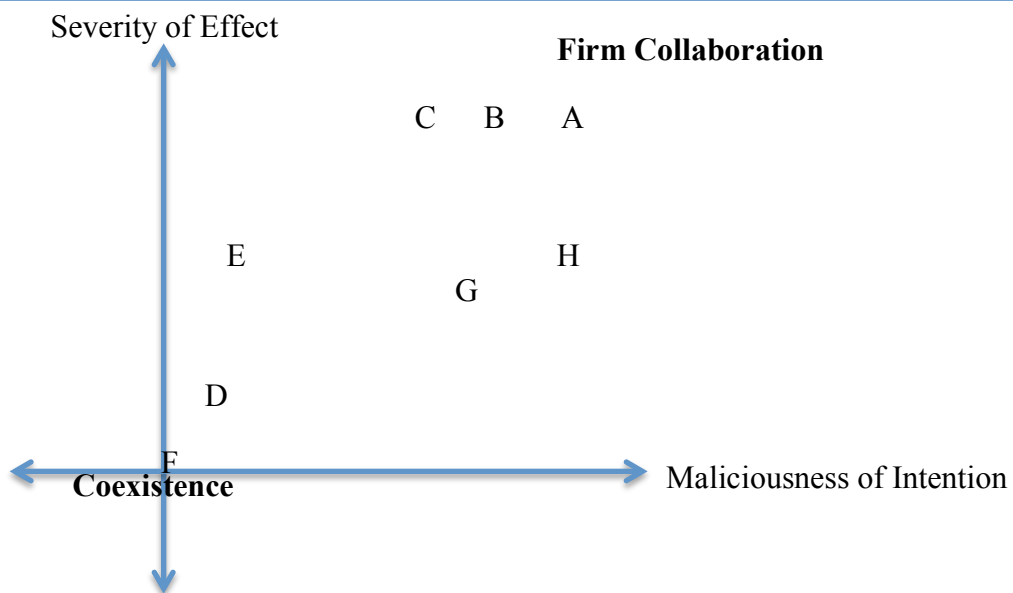 Severity of Effect
Firm Collaboration
C B A
E H
G
D
F
Coexistence
Maliciousness of Intention